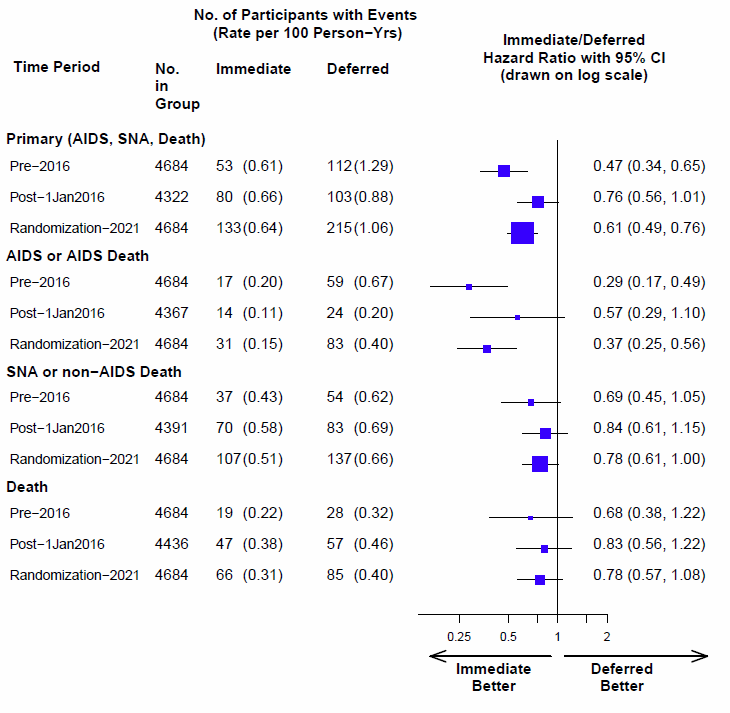 No. of Participants with Events
(Rate per 100 Person−Yrs)
Immediate/Deferred
Hazard Ratio with 95% CI
(drawn on log scale)
Time Period
No.
in
Group
Immediate
Deferred
Primary (AIDS, SNA, Death)
Pre−2016 4684 53 (0.61) 112(1.29) 0.47 (0.34, 0.65)
Post−1Jan2016 4322 80 (0.66) 103(0.88) 0.76 (0.56, 1.01)
Randomization−2021 4684 133(0.64) 215(1.06) 0.61 (0.49, 0.76)
AIDS or AIDS Death
Pre−2016 4684 17 (0.20) 59 (0.67) 0.29 (0.17, 0.49)
Post−1Jan2016 4367 14 (0.11) 24 (0.20) 0.57 (0.29, 1.10)
Randomization−2021 4684 31 (0.15) 83 (0.40) 0.37 (0.25, 0.56)
SNA or non−AIDS Death
Pre−2016 4684 37 (0.43) 54 (0.62) 0.69 (0.45, 1.05)
Post−1Jan2016 4391 70 (0.58) 83 (0.69) 0.84 (0.61, 1.15)
Randomization−2021 4684 107(0.51) 137(0.66) 0.78 (0.61, 1.00)
Death
Pre−2016 4684 19 (0.22) 28 (0.32) 0.68 (0.38, 1.22)
Post−1Jan2016 4436 47 (0.38) 57 (0.46) 0.83 (0.56, 1.22)
Randomization−2021 4684 66 (0.31) 85 (0.40) 0.78 (0.57, 1.08)
0.25 0.5 1 2
Immediate
Better
Deferred
Better